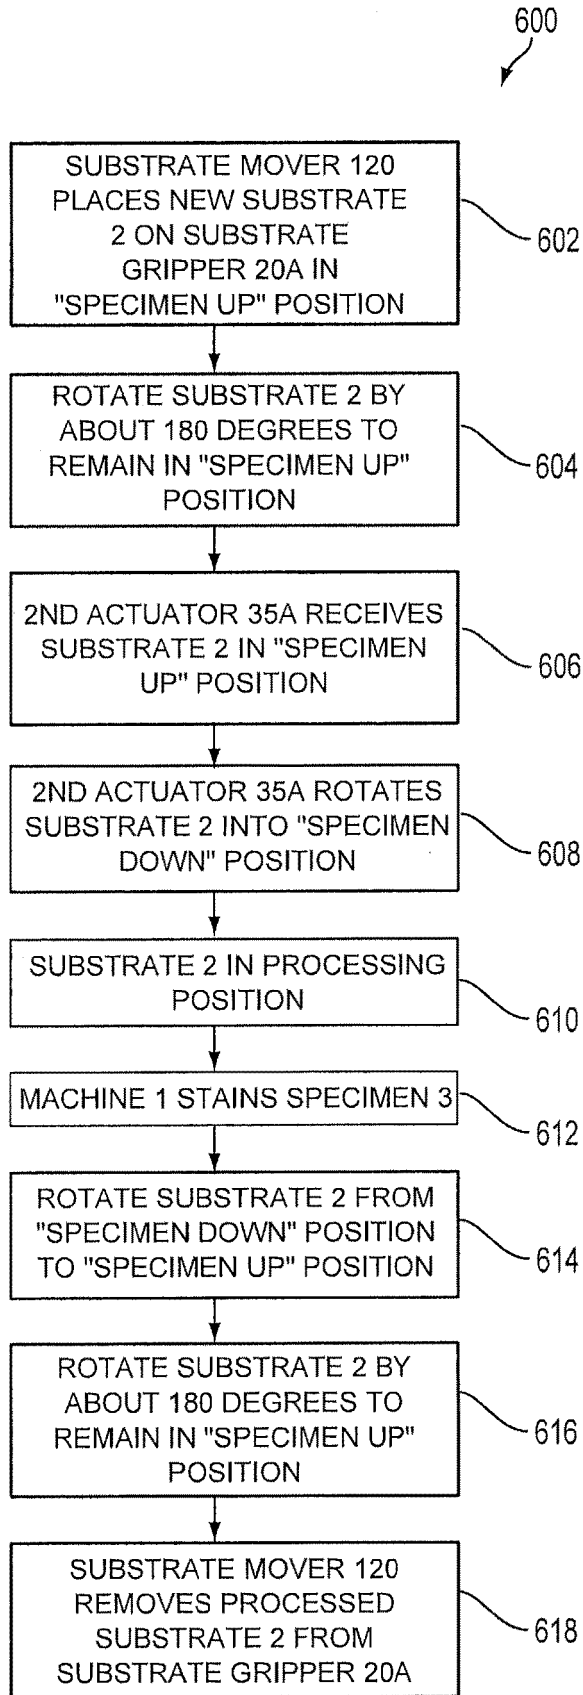 600
SUBSTRATE MOVER 120
PLACES NEW SUBSTRATE
2 ON SUBSTRATE
GRIPPER 20A IN
"SPECIMEN UP" POSITION
602
ROTATE SUBSTRATE 2 BY
ABOUT 180 DEGREES TO
REMAIN IN "SPECIMEN UP"
POSITION
604
2ND ACTUATOR 35A RECEIVES
SUBSTRATE 2 IN "SPECIMEN
UP" POSITION
606
2ND ACTUATOR 35A ROTATES
SUBSTRATE 2 INTO "SPECIMEN
DOWN" POSITION
608
SUBSTRATE 2 IN PROCESSING
POSITION
610
MACHINE 1 STAINS SPECIMEN 3
612
ROTATE SUBSTRATE 2 FROM
"SPECIMEN DOWN" POSITION
TO "SPECIMEN UP" POSITION
614
ROTATE SUBSTRATE 2 BY
ABOUT 180 DEGREES TO
REMAIN IN "SPECIMEN UP"
POSITION
616
SUBSTRATE MOVER 120
REMOVES PROCESSED
SUBSTRATE 2 FROM
SUBSTRATE GRIPPER 20A
618